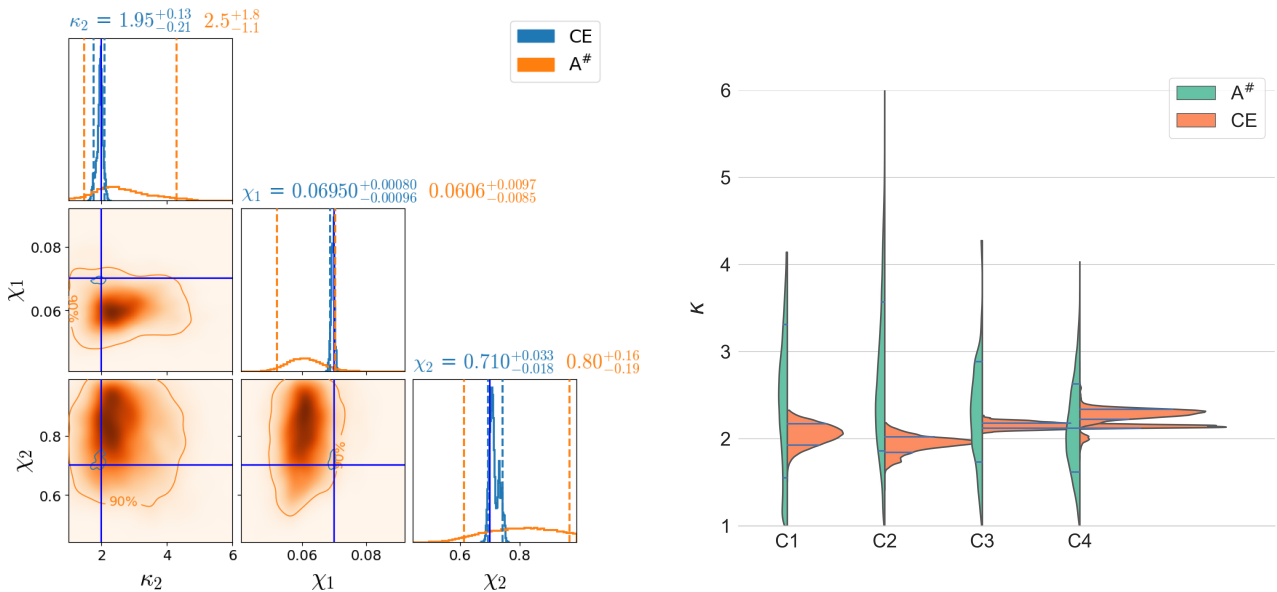 κ₂ = 1.95⁺⁰·¹³₋₀.₂₁ 2.5⁺¹·⁸₋₁.₁
CE
A#
χ₁ = 0.06950⁺⁰·⁰⁰⁰⁸⁰₋₀.₀₀₀₉₆ 0.0606⁺⁰·⁰⁰⁹⁷₋₀.₀₀₈₅
0.08
0.06
χ₁
90%
χ₂ = 0.710⁺⁰·⁰³³₋₀.₀₁₈ 0.80⁺⁰·¹⁶₋₀.₁₉
0.8
0.6
χ₂
90%
90%
2 4 6
0.06 0.08
0.6 0.8
κ₂ χ₁ χ₂
A#
CE
6
5
4
3
2
1
κ
C1 C2 C3 C4